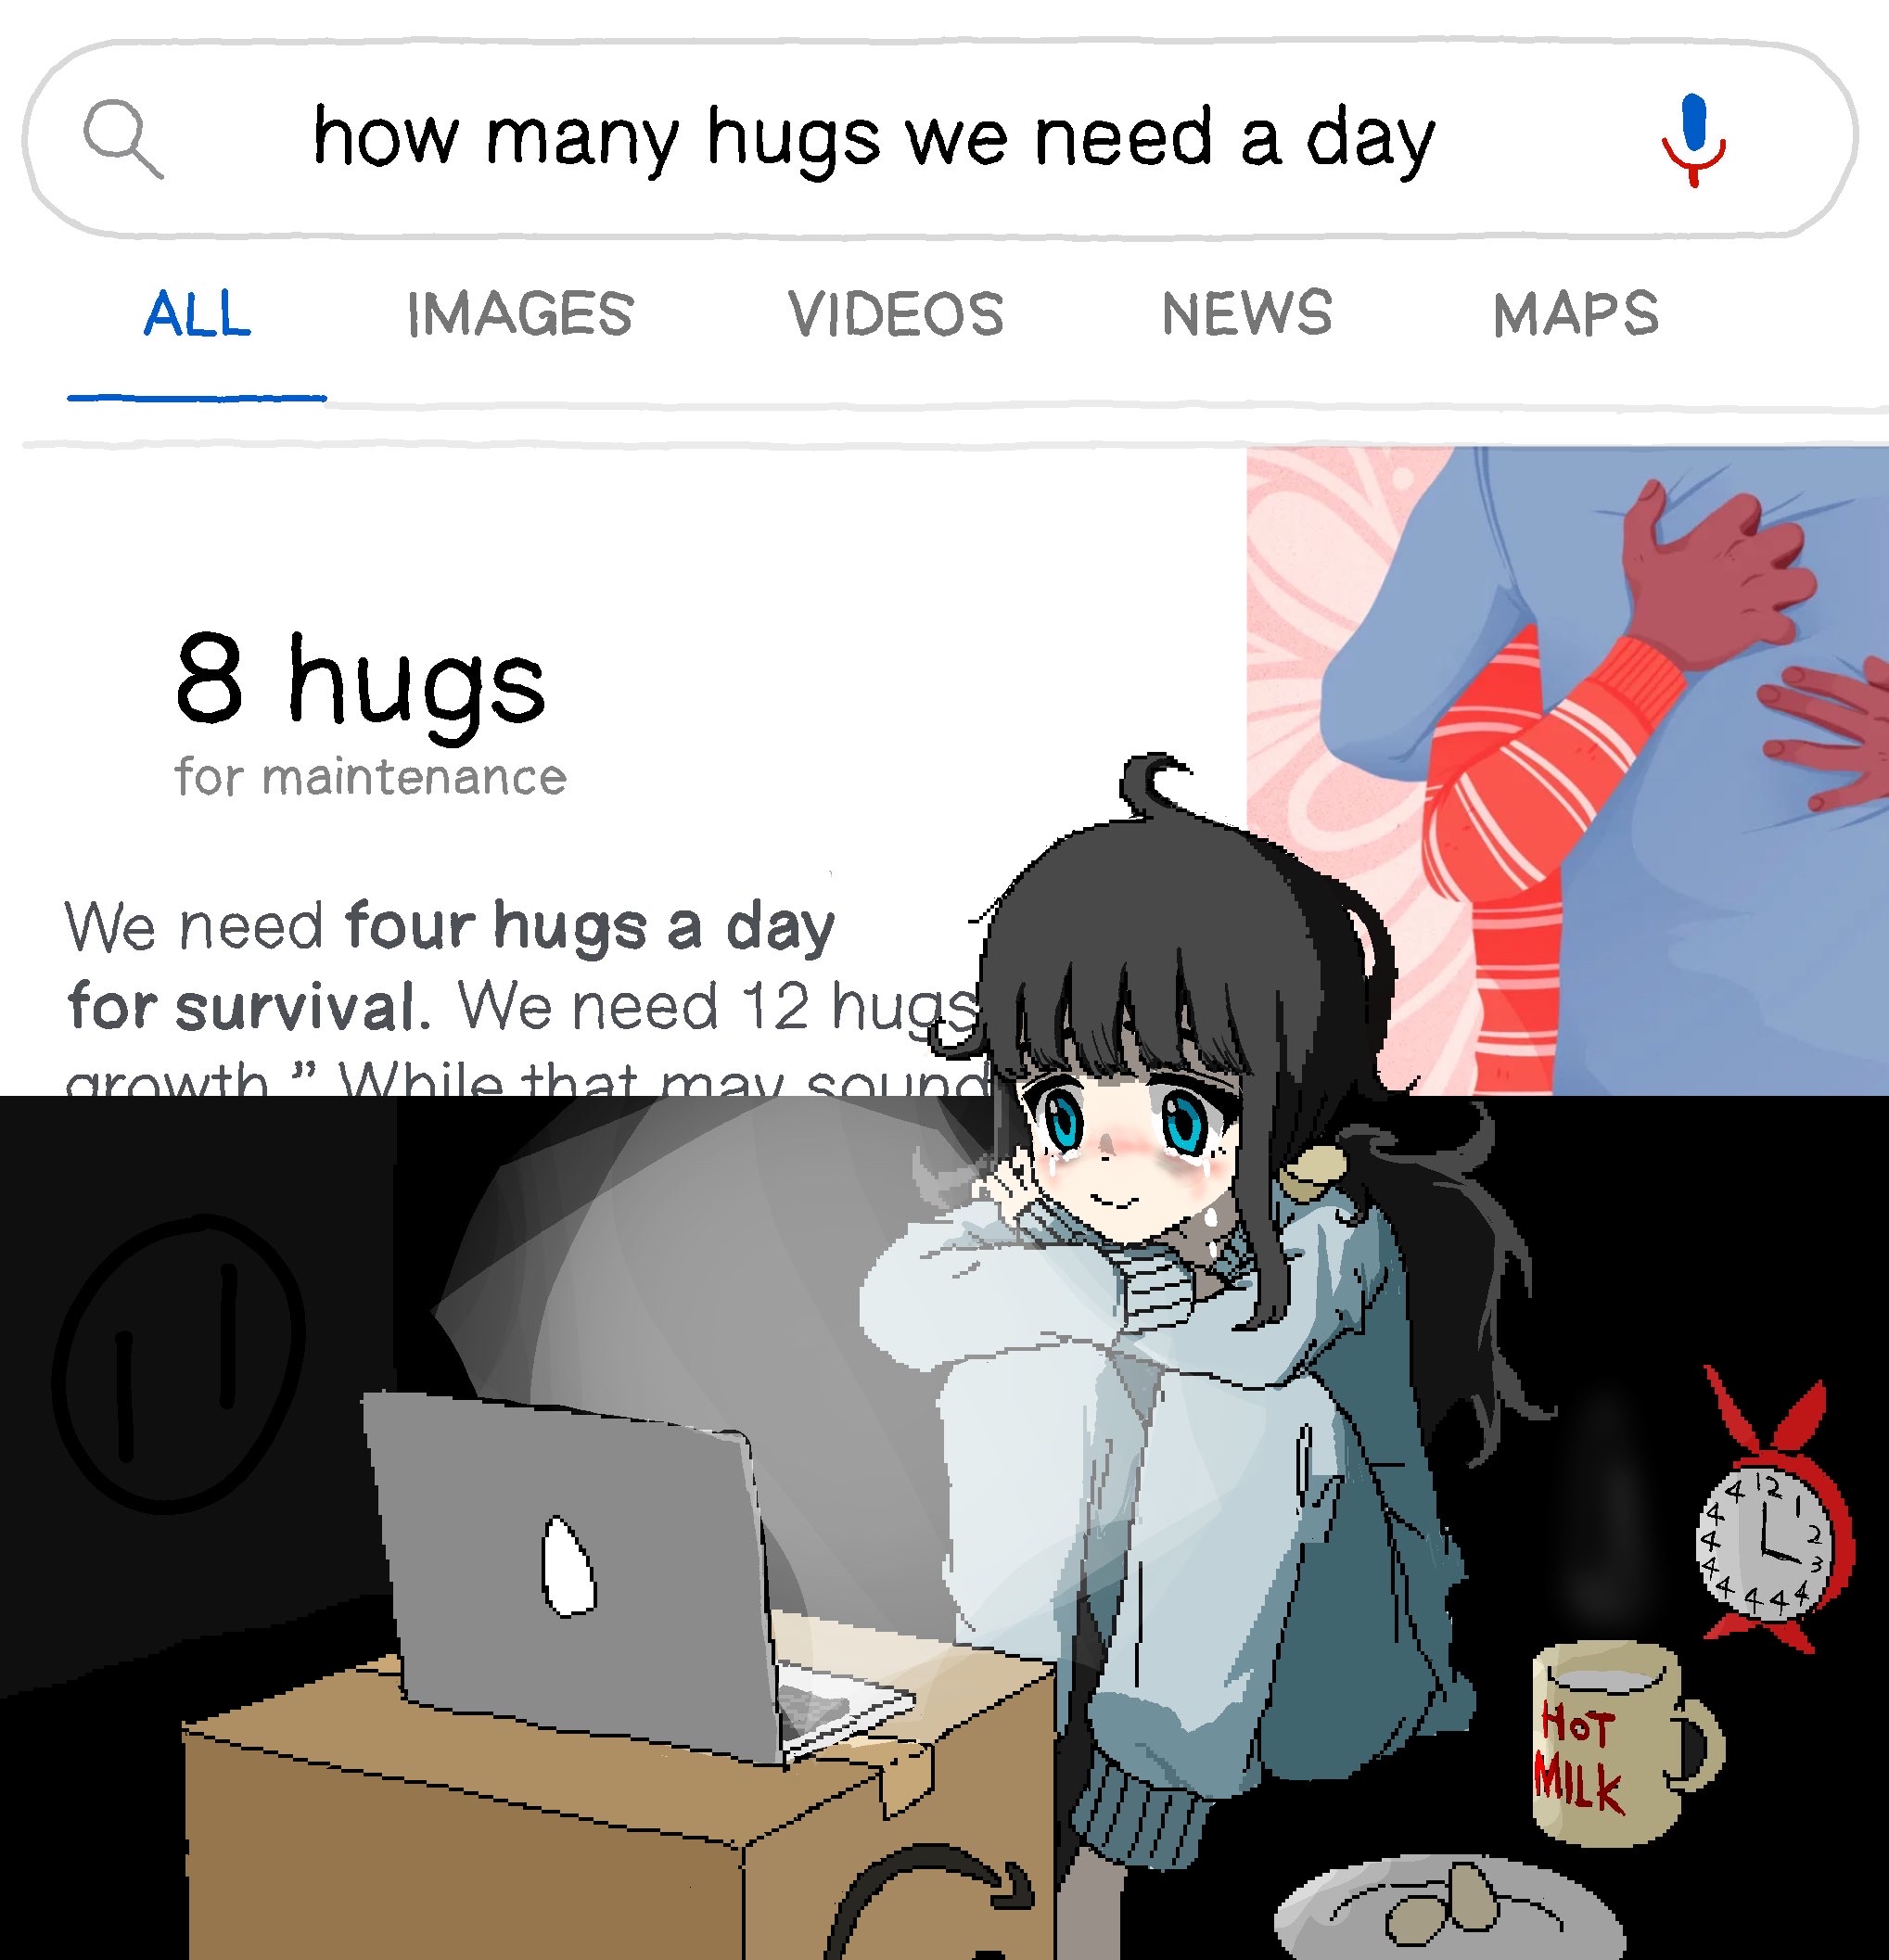 how many hugs we need a day
ALL IMAGES VIDEOS NEWS MAPS
8 hugs
for maintenance
We need four hugs a day
for survival. We need 12 hugs
growth.” While that may sound
12
1
2
3
4
4
4
4
4
4
4
4
4
HOT
MILK